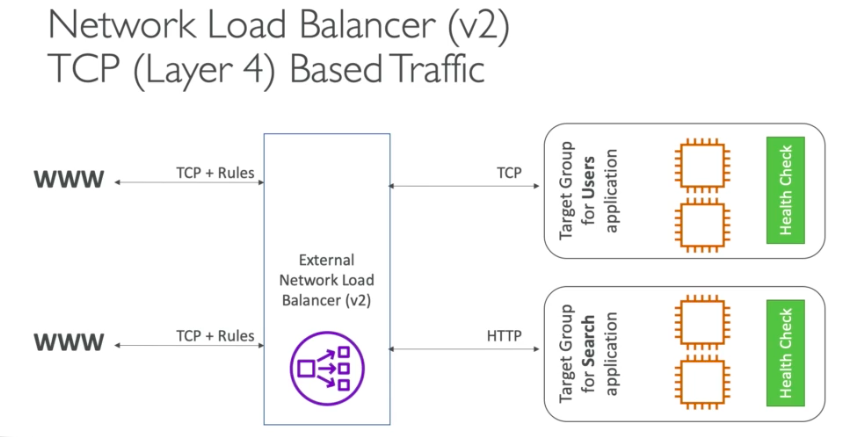 Network Load Balancer (v2)
TCP (Layer 4) Based Traffic
WWW
TCP + Rules
TCP
Target Group
for Users
application
Health Check
External
Network Load
Balancer (v2)
WWW
TCP + Rules
HTTP
Target Group
for Search
application
Health Check